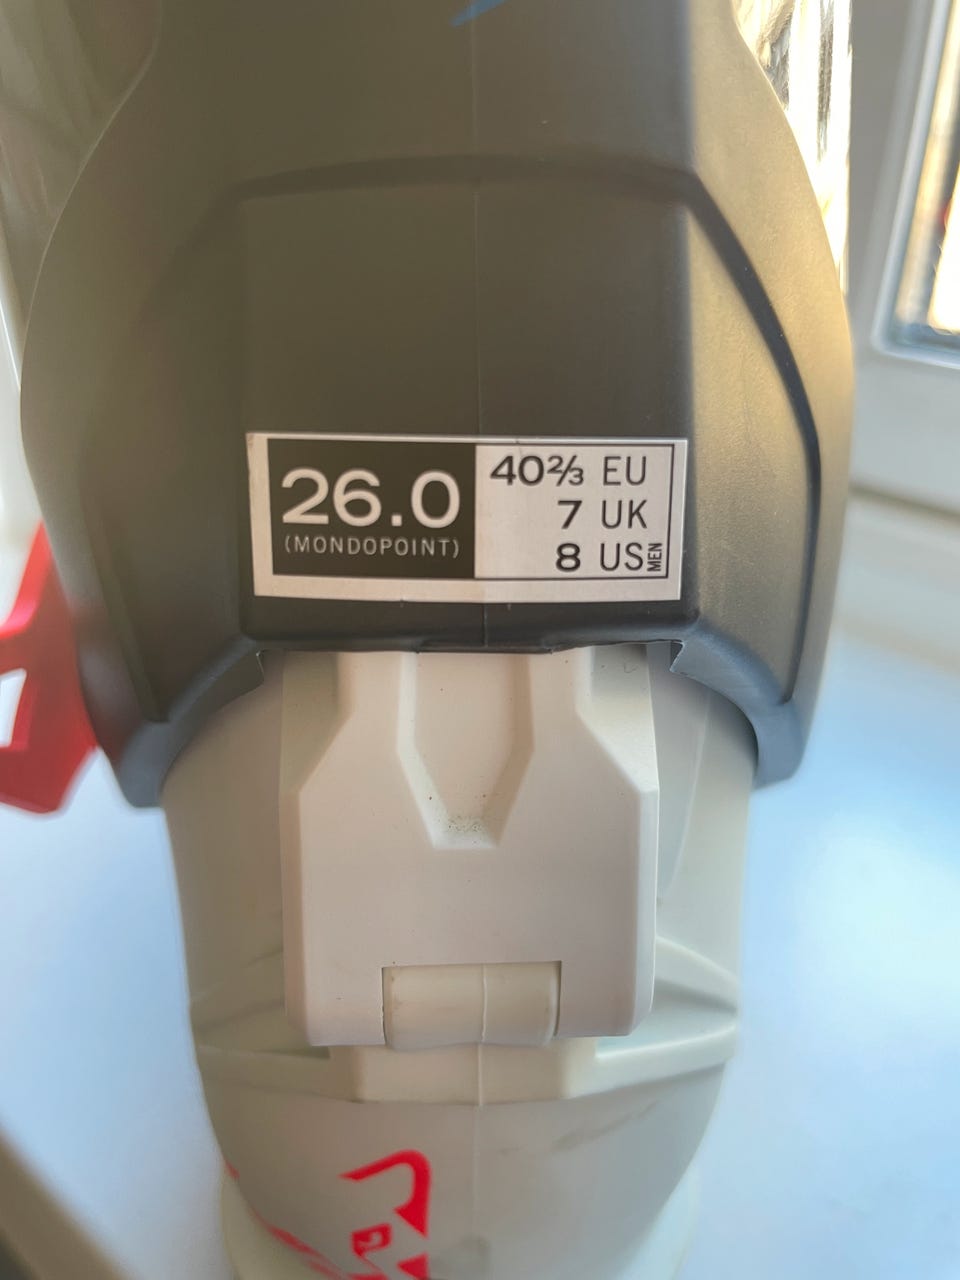 26.0
(MONDOPOINT)
40⅔ EU
7 UK
8 US MEN